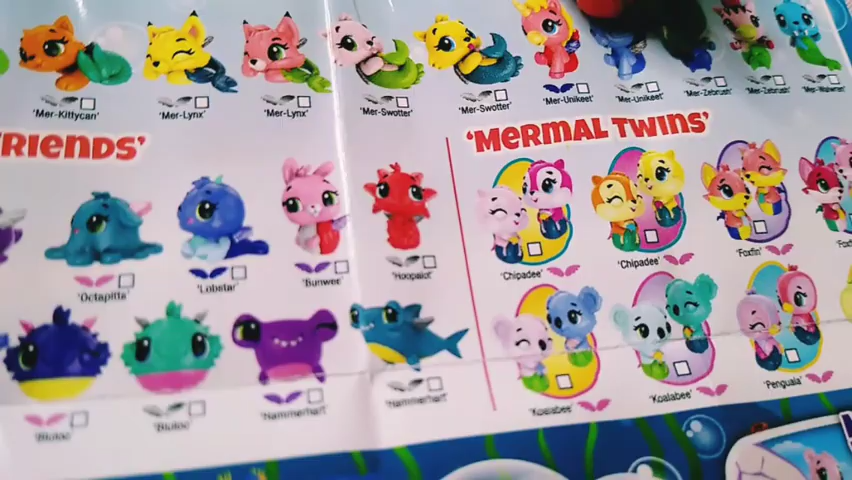 'Mer-Kittycan'
'Mer-Lynx'
'Mer-Lynx'
'Mer-Swotter'
'Mer-Swotter'
'Mer-Unikeet'
'Mer-Unikeet'
'Mer-Zebrush'
'Mer-Zebrush'
FRIENDS'
'MERMAL TWINS'
'Octapitta'
'Lobstar'
'Bunwee'
'Hoopalot'
'Chipadee'
'Chipadee'
'Foxfin'
'Hammerhart'
'Hammerhart'
'Koalabee'
'Koalabee'
'Penguala'